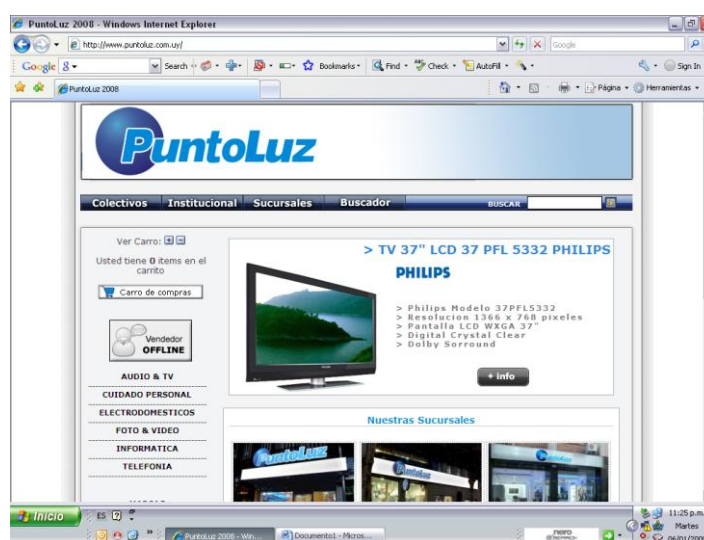 PuntoLuz 2008 - Windows Internet Explorer
http://www.puntoluz.com.uy/
Google
Google
Search
Bookmarks
Find
Check
AutoFill
Sign In
PuntoLuz 2008
Página
Herramientas
PuntoLuz
Colectivos Institucional Sucursales Buscador BUSCAR
Ver Carro:
Usted tiene 0 items en el
carrito
Carro de compras
Vendedor
OFFLINE
AUDIO & TV
CUIDADO PERSONAL
ELECTRODOMESTICOS
FOTO & VIDEO
INFORMATICA
TELEFONIA
> TV 37" LCD 37 PFL 5332 PHILIPS
PHILIPS
> Philips Modelo 37PFL5332
> Resolucion 1366 x 768 pixeles
> Pantalla LCD WXGA 37"
> Digital Crystal Clear
> Dolby Sorround
+ info
Nuestras Sucursales
PuntoLuz
PuntoLuz
PuntoLuz
Inicio
ES
11:25 p.m.
Martes
PuntoLuz 2008 - Win...
Documento1 - Micros...
nero